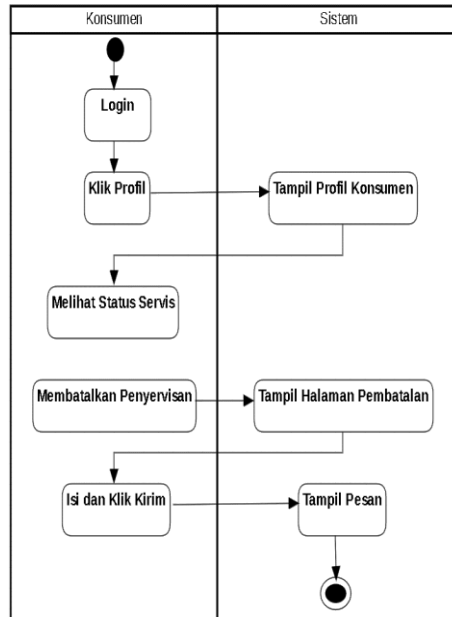 Konsumen
Sistem
Login
Klik Profil
Tampil Profil Konsumen
Melihat Status Servis
Membatalkan Penyervisan
Tampil Halaman Pembatalan
Isi dan Klik Kirim
Tampil Pesan